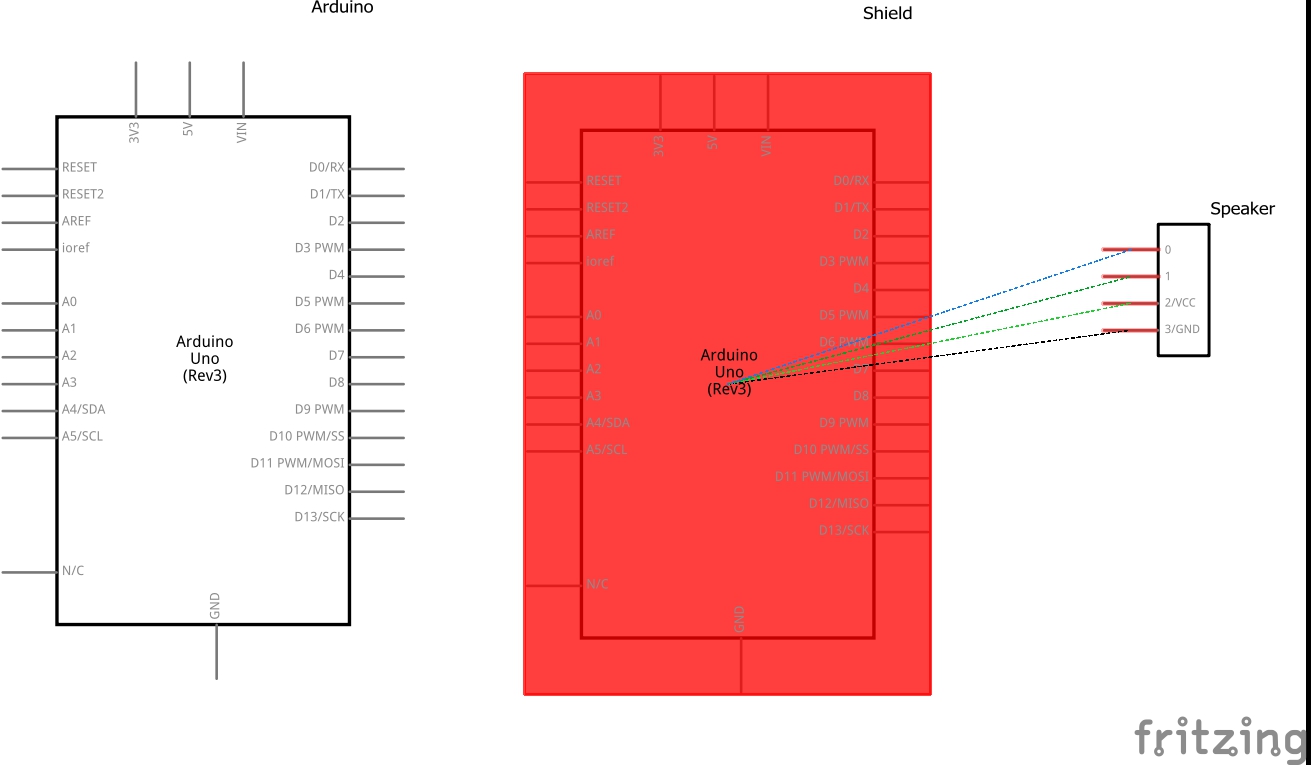 Arduino
Shield
3V3
5V
VIN
RESET
RESET2
AREF
ioref
A0
A1
A2
A3
A4/SDA
A5/SCL
N/C
D0/RX
D1/TX
D2
D3 PWM
D4
D5 PWM
D6 PWM
D7
D8
D9 PWM
D10 PWM/SS
D11 PWM/MOSI
D12/MISO
D13/SCK
Arduino
Uno
(Rev3)
GND
3V3
5V
VIN
RESET
RESET2
AREF
ioref
A0
A1
A2
A3
A4/SDA
A5/SCL
N/C
D0/RX
D1/TX
D2
D3 PWM
D4
D5 PWM
D6 PWM
D7
D8
D9 PWM
D10 PWM/SS
D11 PWM/MOSI
D12/MISO
D13/SCK
Arduino
Uno
(Rev3)
GND
Speaker
0
1
2/VCC
3/GND
fritzing